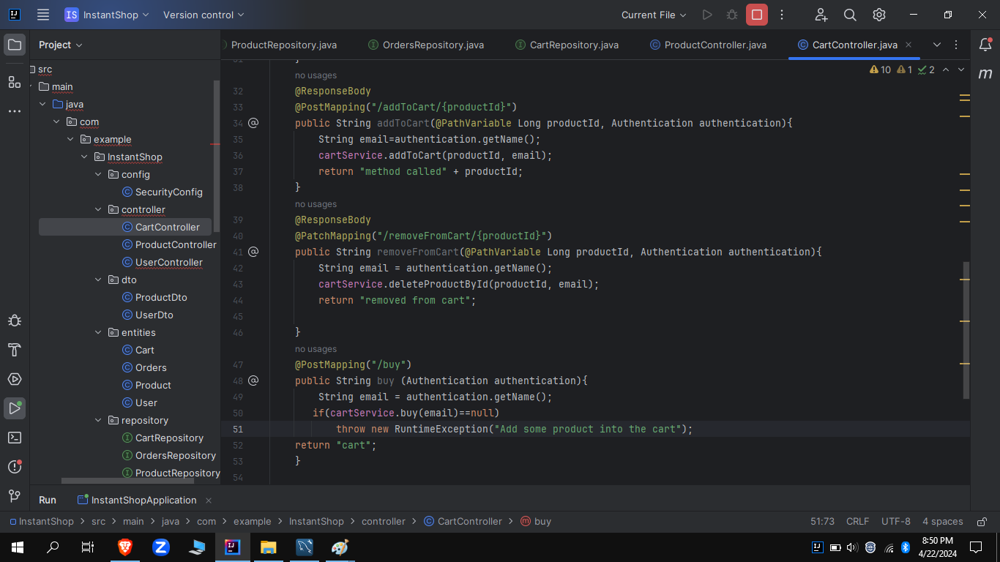 IS InstantShop Version control Current File
Project
ProductRepository.java OrdersRepository.java CartRepository.java ProductController.java CartController.java
src
main
java
com
example
InstantShop
config
SecurityConfig
controller
CartController
ProductController
UserController
dto
ProductDto
UserDto
entities
Cart
Orders
Product
User
repository
CartRepository
OrdersRepository
ProductRepository
10 1 2
no usages
32 @ResponseBody
33 @PostMapping("/addToCart/{productId}")
34 public String addToCart(@PathVariable Long productId, Authentication authentication){
35 String email=authentication.getName();
36 cartService.addToCart(productId, email);
37 return "method called" + productId;
38 }
no usages
39 @ResponseBody
40 @PatchMapping("/removeFromCart/{productId}")
41 public String removeFromCart(@PathVariable Long productId, Authentication authentication){
42 String email = authentication.getName();
43 cartService.deleteProductById(productId, email);
44 return "removed from cart";
45
46 }
no usages
47 @PostMapping("/buy")
48 public String buy (Authentication authentication){
49 String email = authentication.getName();
50 if(cartService.buy(email)==null)
51 throw new RuntimeException("Add some product into the cart");
52 return "cart";
53 }
54
m
Run InstantShopApplication
InstantShop > src > main > java > com > example > InstantShop > controller > CartController > buy 51:73 CRLF UTF-8 4 spaces
8:50 PM
4/22/2024